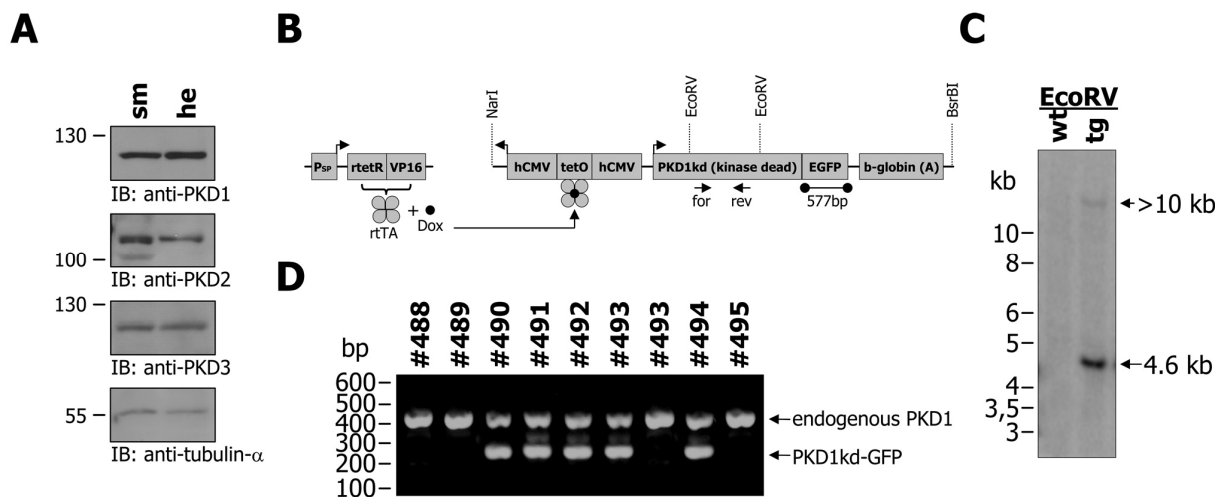 A
sm he
130
IB: anti-PKD1
100
IB: anti-PKD2
130
IB: anti-PKD3
55
IB: anti-tubulin-α
B
NarI EcoRV EcoRV BsrBI
PSP rtetR VP16 hCMV tetO hCMV PKD1kd (kinase dead) EGFP b-globin (A)
for rev 577bp
+ Dox
rtTA
C
EcoRV
wt tg
kb
>10 kb
10
8
6
5
4.6 kb
4
3,5
3
D
#488 #489 #490 #491 #492 #493 #493 #494 #495
bp
600
500
400
300
200
100
endogenous PKD1
PKD1kd-GFP